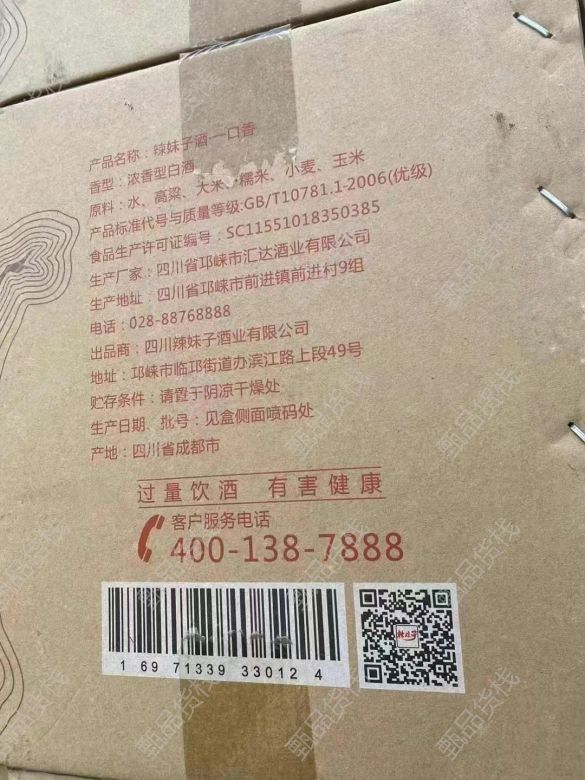 产品名称：辣妹子酒·一口香
香型：浓香型白酒
原料：水、高粱、大米、糯米、小麦、玉米
产品标准代号与质量等级:GB/T10781.1-2006(优级)
食品生产许可证编号：SC11551018350385
生产厂家：四川省邛崃市汇达酒业有限公司
生产地址：四川省邛崃市前进镇前进村9组
电话：028-88768888
出品商：四川辣妹子酒业有限公司
地址：邛崃市临邛街道办滨江路上段49号
贮存条件：请置于阴凉干燥处
生产日期、批号：见盒侧面喷码处
产地：四川省成都市
过量饮酒 有害健康
客户服务电话
400-138-7888
1 69 71339 33012 4
辣妹子
甄品货栈